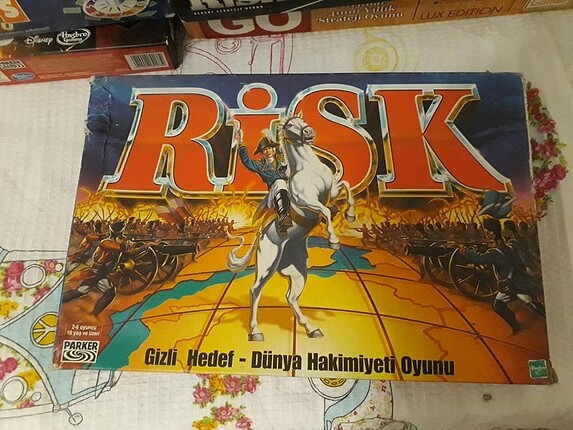 Disney
Hasbro
GO
Strateji Oyunu
LUX EDITION
RiSK
2-6 oyuncu
10 yaş ve üzeri
PARKER
Gizli Hedef - Dünya Hakimiyeti Oyunu
Hasbro